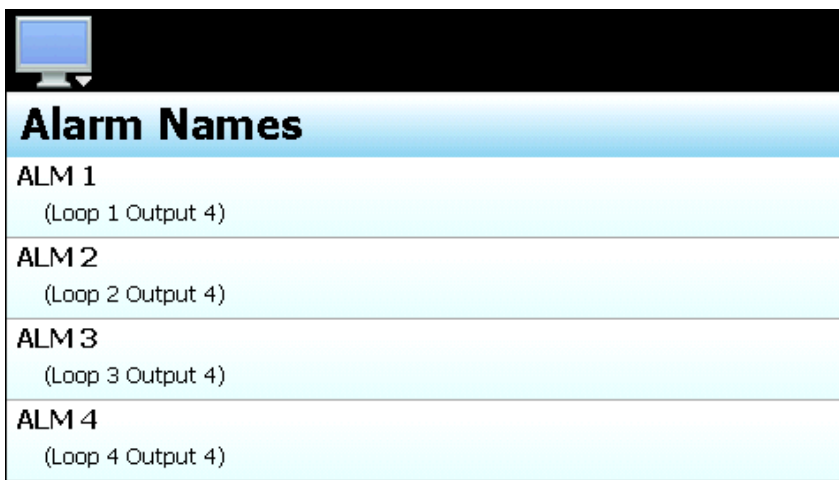 Alarm Names
ALM 1
(Loop 1 Output 4)
ALM 2
(Loop 2 Output 4)
ALM 3
(Loop 3 Output 4)
ALM 4
(Loop 4 Output 4)